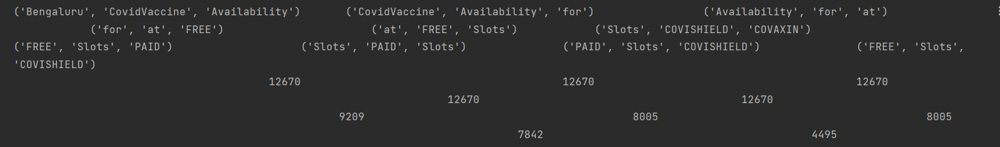 ('Bengaluru', 'CovidVaccine', 'Availability') ('CovidVaccine', 'Availability', 'for') ('Availability', 'for', 'at')
('for', 'at', 'FREE') ('at', 'FREE', 'Slots') ('Slots', 'COVISHIELD', 'COVAXIN')
('FREE', 'Slots', 'PAID') ('Slots', 'PAID', 'Slots') ('PAID', 'Slots', 'COVISHIELD') ('FREE', 'Slots',
'COVISHIELD')
12670 12670 12670
12670 12670
9209 8005 8005
7842 4495